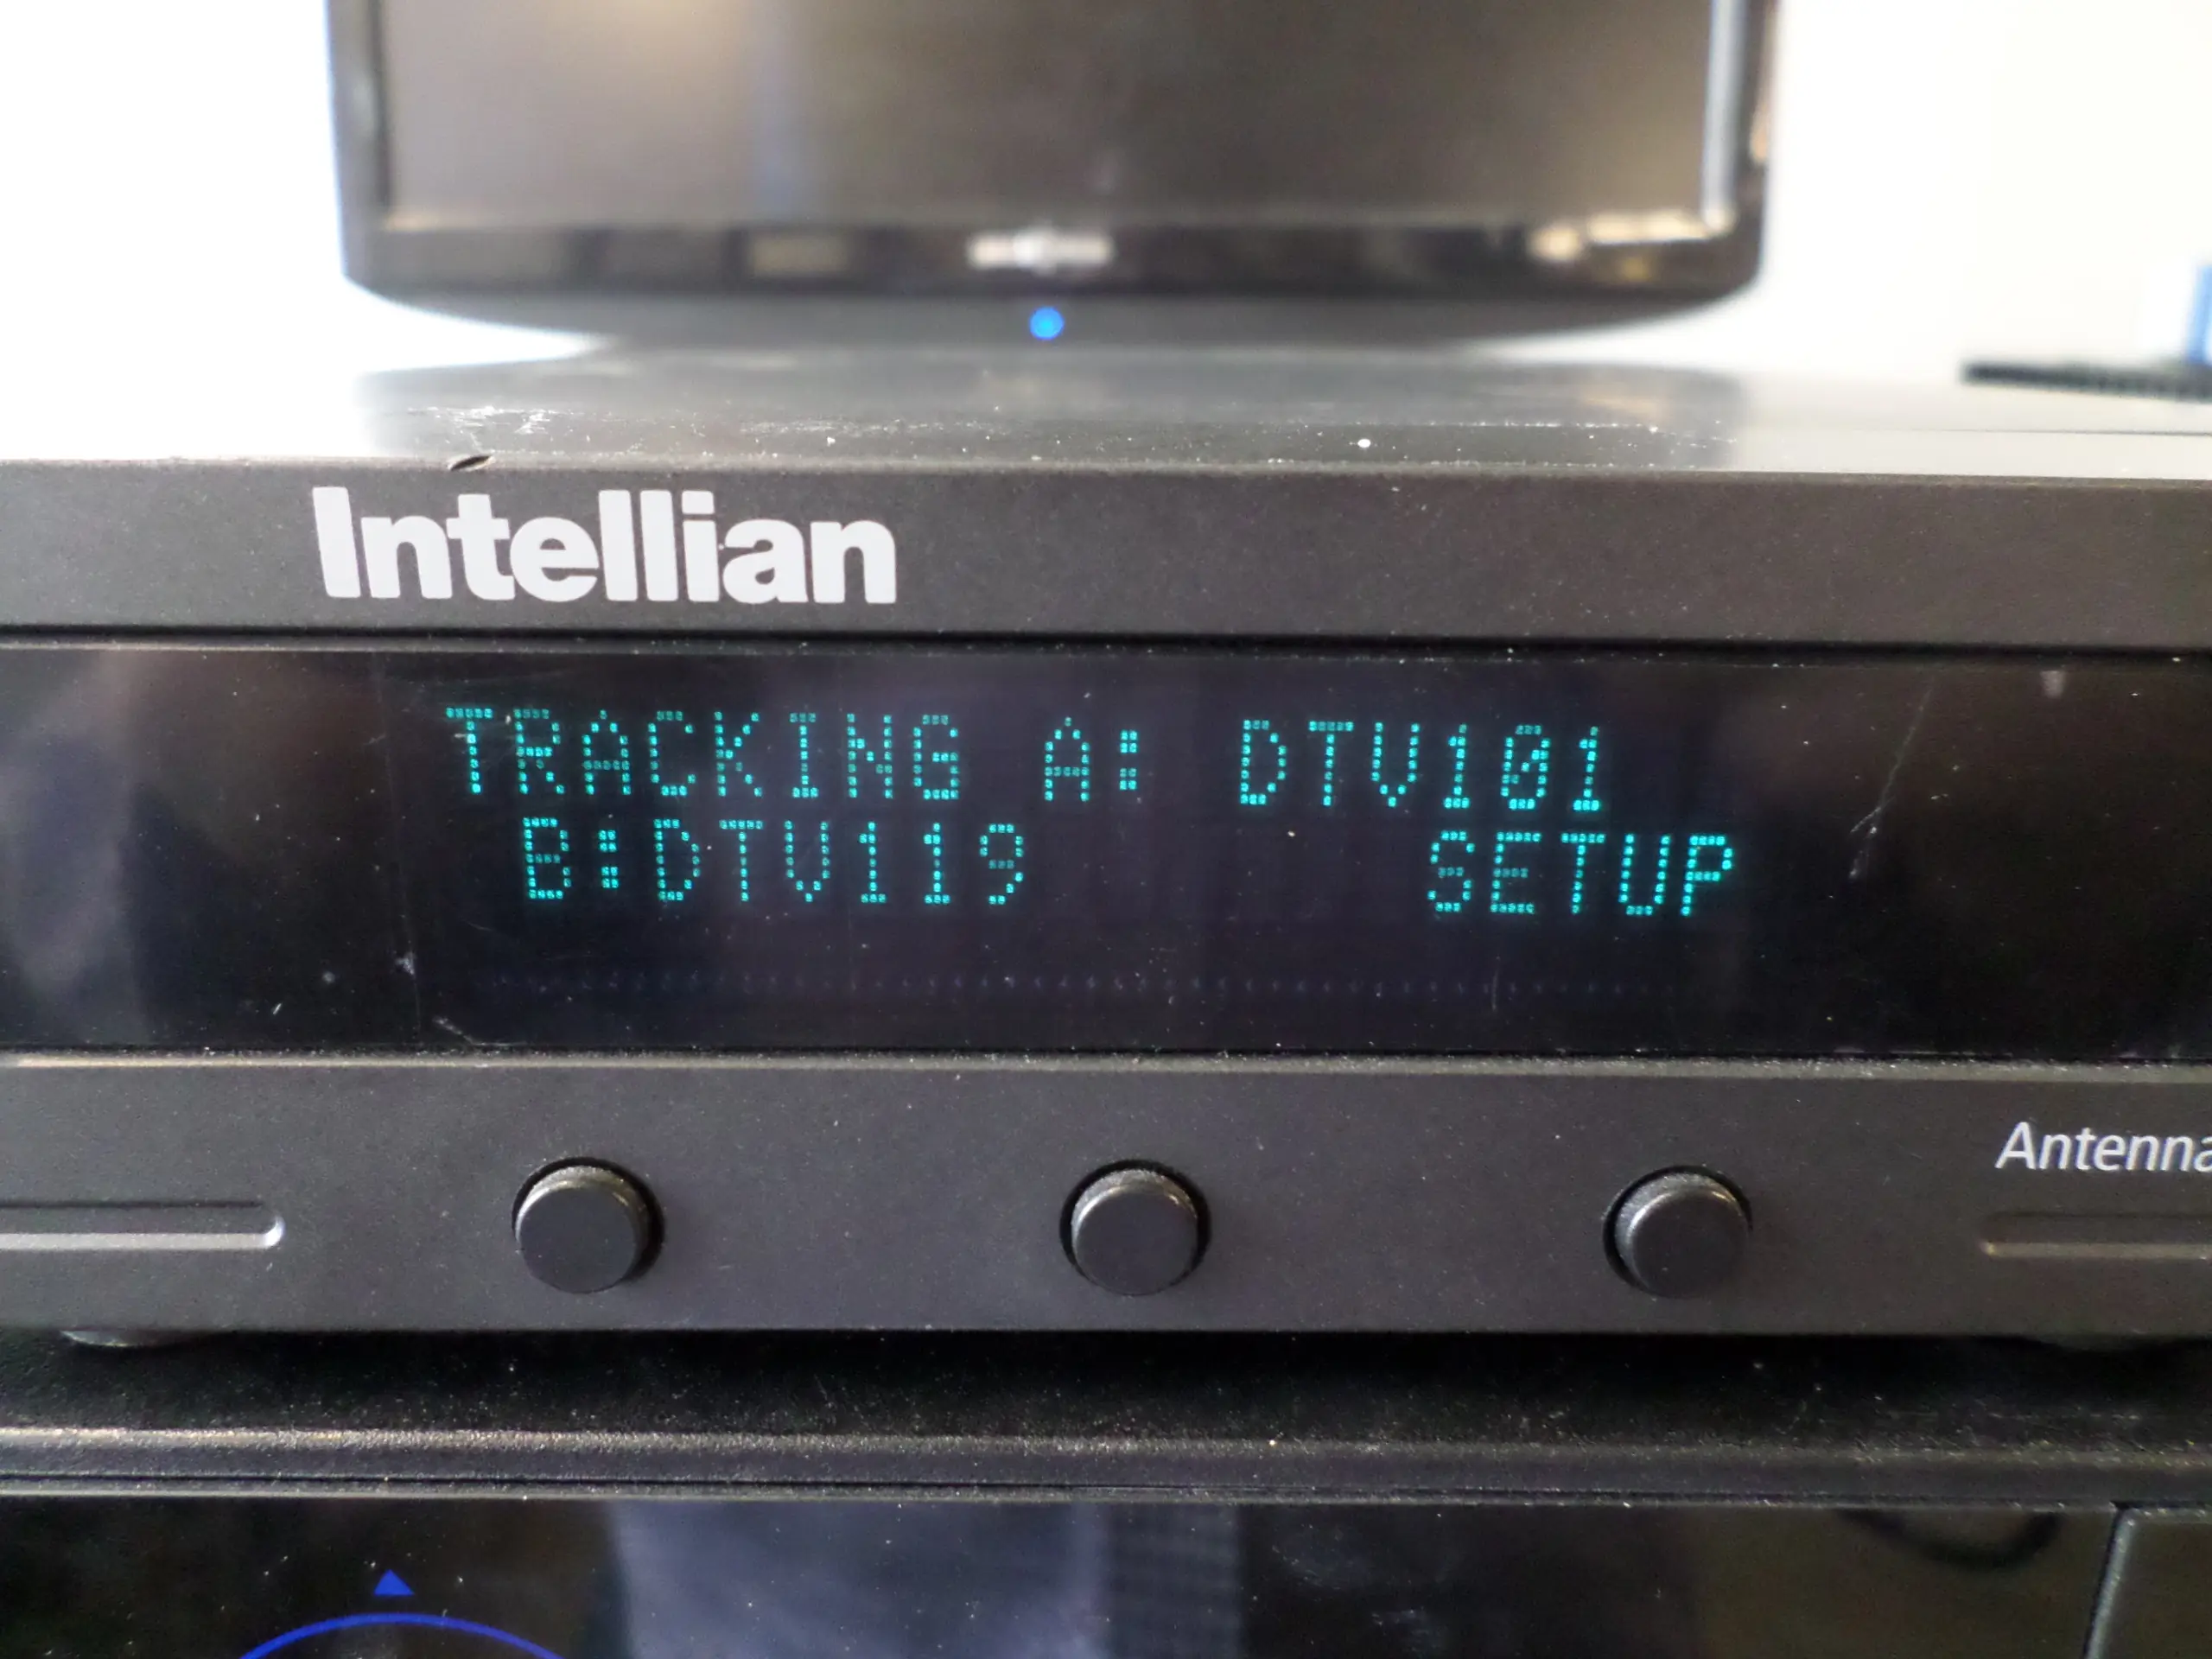 Intellian
TRACKING A: DTV101
B:DTV119 SETUP
Antenna